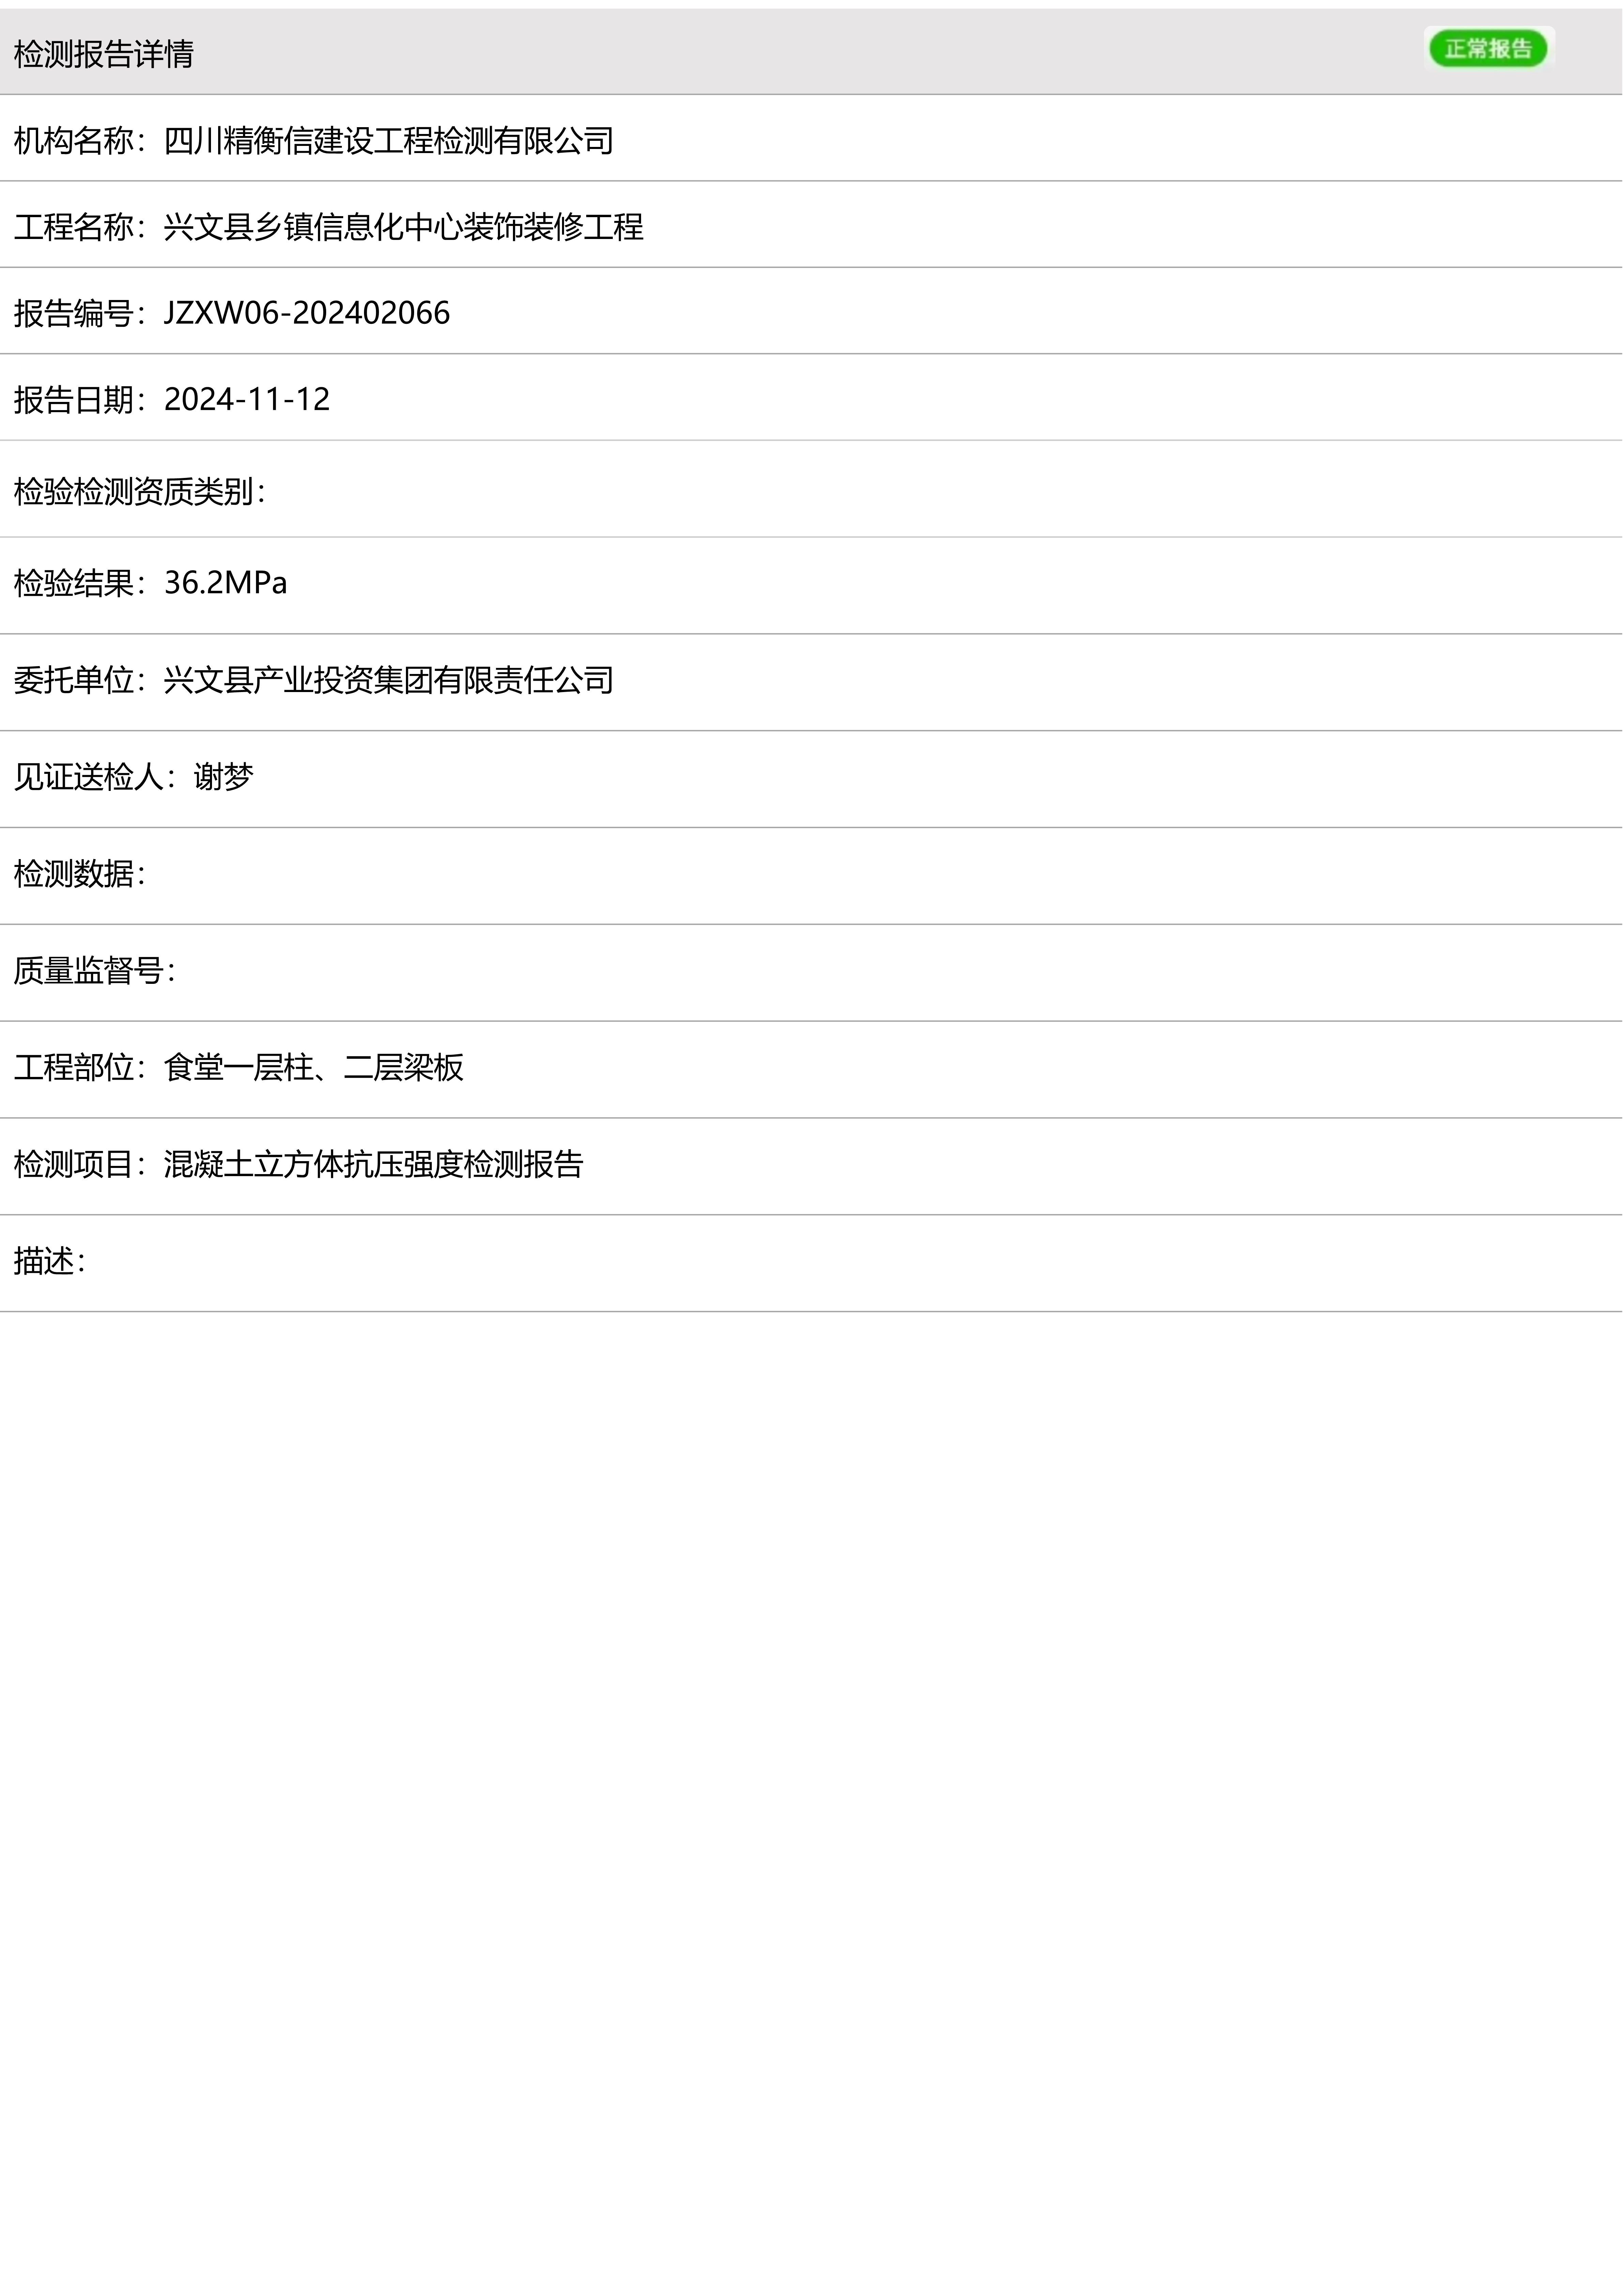 检测报告详情
正常报告
机构名称：四川精衡信建设工程检测有限公司
工程名称：兴文县乡镇信息化中心装饰装修工程
报告编号：JZXW06-202402066
报告日期：2024-11-12
检验检测资质类别：
检验结果：36.2MPa
委托单位：兴文县产业投资集团有限责任公司
见证送检人：谢梦
检测数据：
质量监督号：
工程部位：食堂一层柱、二层梁板
检测项目：混凝土立方体抗压强度检测报告
描述：